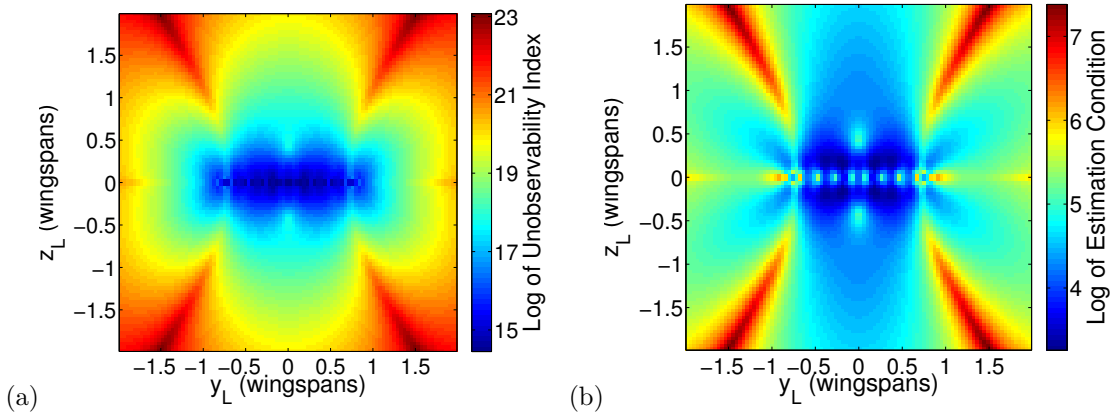 23
21
19
17
15
Log of Unobservability Index
1.5
1
0.5
0
−0.5
−1
−1.5
z_L (wingspans)
−1.5 −1 −0.5 0 0.5 1 1.5
y_L (wingspans)
(a)
7
6
5
4
Log of Estimation Condition
1.5
1
0.5
0
−0.5
−1
−1.5
z_L (wingspans)
−1.5 −1 −0.5 0 0.5 1 1.5
y_L (wingspans)
(b)